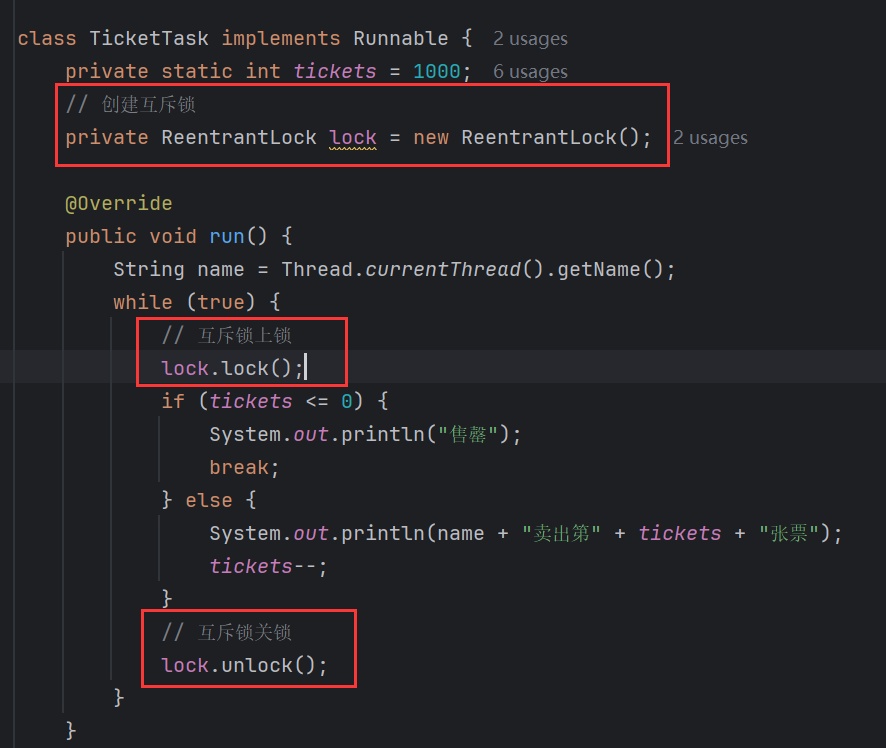 class TicketTask implements Runnable { 2 usages
private static int tickets = 1000; 6 usages
// 创建互斥锁
private ReentrantLock lock = new ReentrantLock(); 2 usages
@Override
public void run() {
String name = Thread.currentThread().getName();
while (true) {
// 互斥锁上锁
lock.lock();
if (tickets <= 0) {
System.out.println("售罄");
break;
} else {
System.out.println(name + "卖出第" + tickets + "张票");
tickets--;
}
// 互斥锁关锁
lock.unlock();
}
}